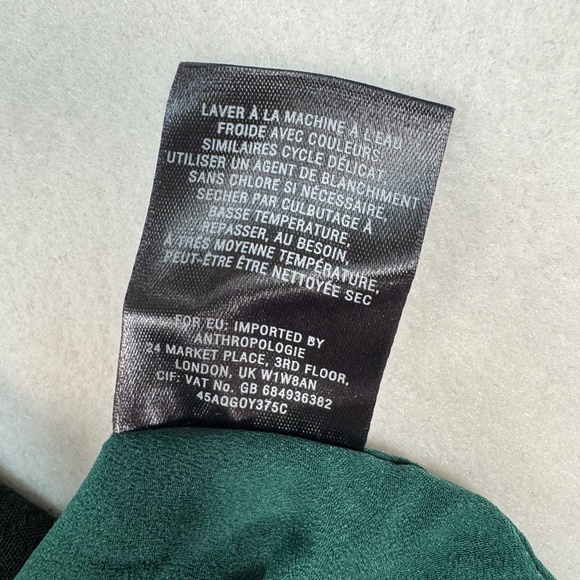 LAVER À LA MACHINE À L'EAU
FROIDE AVEC COULEURS
SIMILAIRES CYCLE DÉLICAT
UTILISER UN AGENT DE BLANCHIMENT
SANS CHLORE SI NÉCESSAIRE,
SÉCHER PAR CULBUTAGE À
BASSE TEMPÉRATURE,
REPASSER, AU BESOIN,
À TRÈS MOYENNE TEMPÉRATURE,
PEUT-ÊTRE ÊTRE NETTOYÉE SEC
FOR EU: IMPORTED BY
ANTHROPOLOGIE
24 MARKET PLACE, 3RD FLOOR,
LONDON, UK W1W8AN
CIF: VAT No. GB 684936382
45AQG0Y375C